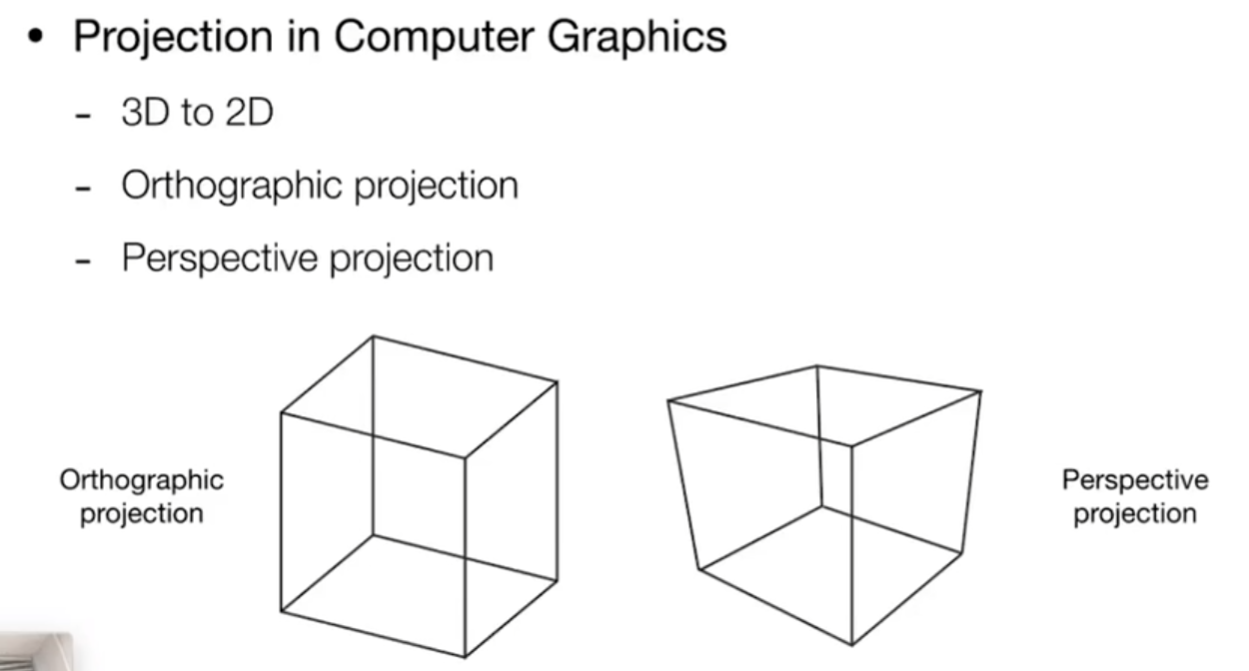 • Projection in Computer Graphics
- 3D to 2D
- Orthographic projection
- Perspective projection
Orthographic
projection
Perspective
projection